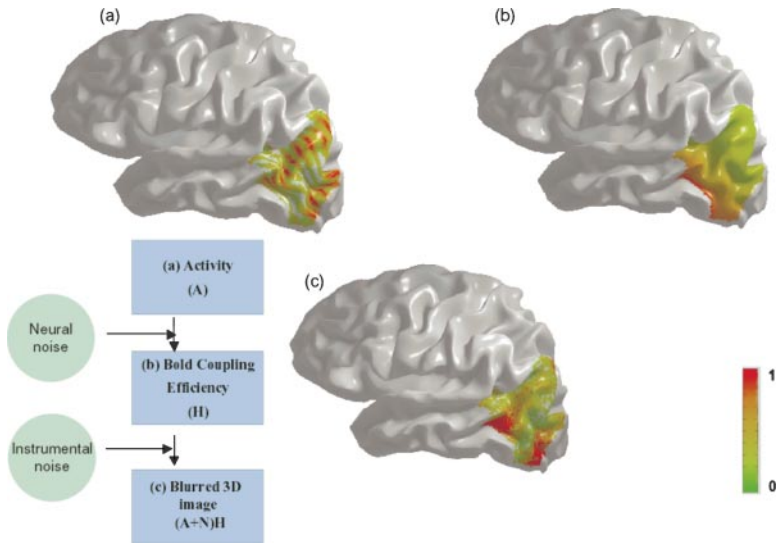 (a)
(b)
(a) Activity
(A)
Neural
noise
(b) Bold Coupling
Efficiency
(H)
Instrumental
noise
(c) Blurred 3D
image
(A+N)H
(c)
1
0